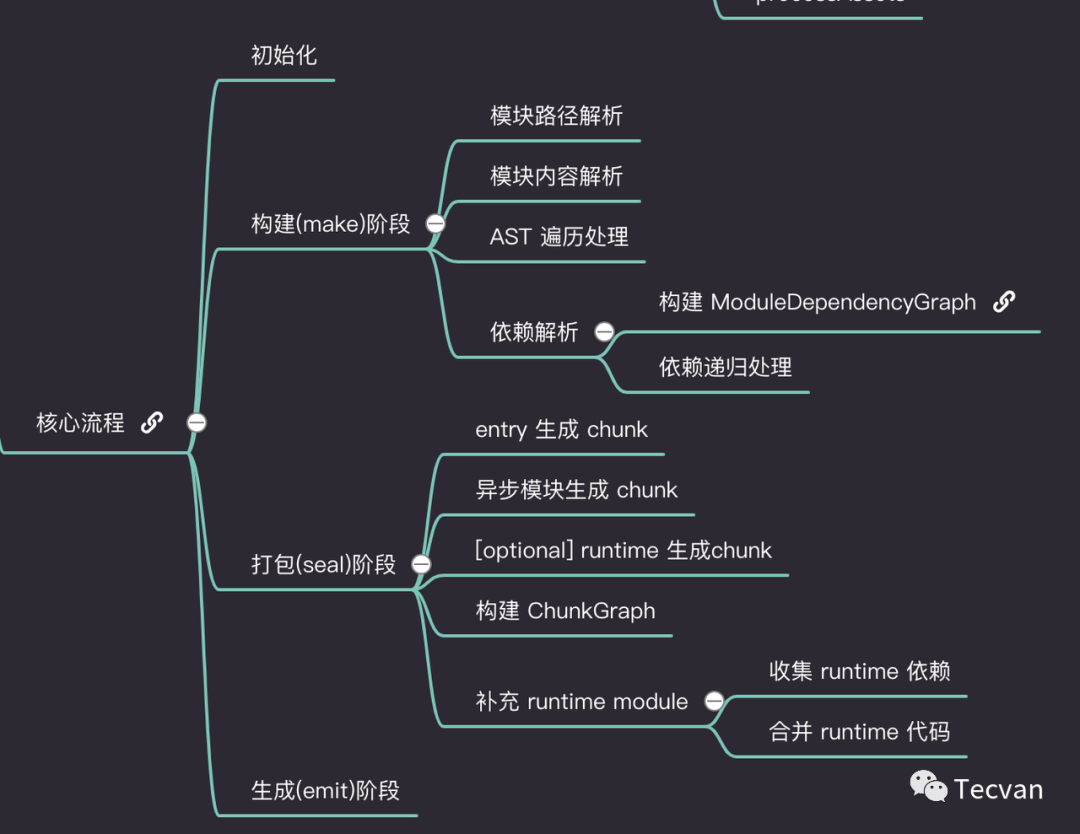 processAssets
初始化
模块路径解析
模块内容解析
构建(make)阶段
AST 遍历处理
构建 ModuleDependencyGraph
依赖解析
依赖递归处理
核心流程
entry 生成 chunk
异步模块生成 chunk
[optional] runtime 生成chunk
打包(seal)阶段
构建 ChunkGraph
收集 runtime 依赖
补充 runtime module
合并 runtime 代码
生成(emit)阶段
Tecvan